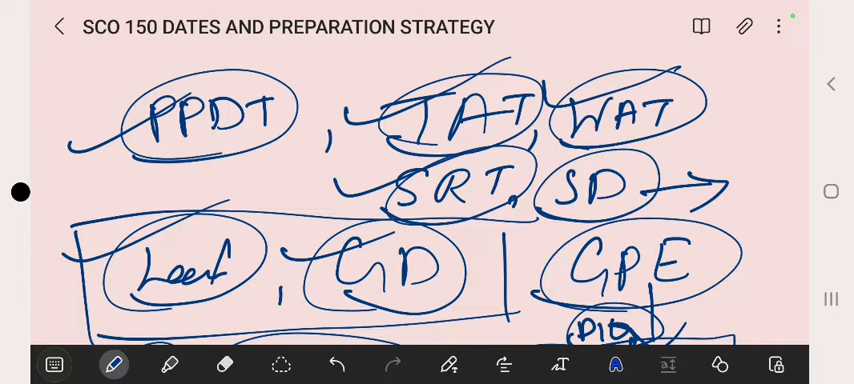 SCO 150 DATES AND PREPARATION STRATEGY
PPDT, TAT, WAT
SRT, SD →
Lect, GD | GPE